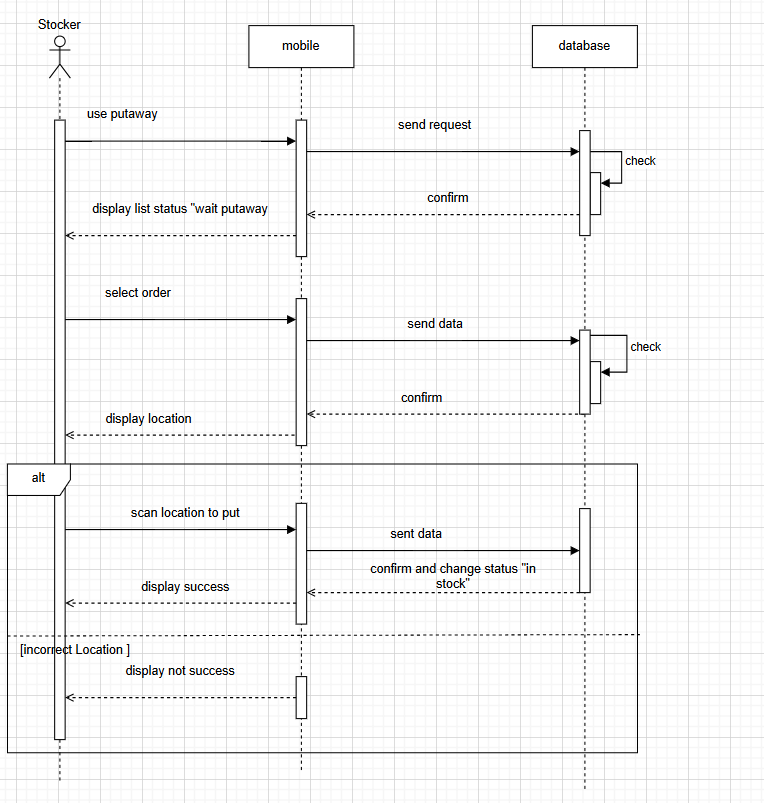 Stocker
mobile
database
use putaway
send request
check
confirm
display list status "wait putaway
select order
send data
check
confirm
display location
alt
scan location to put
sent data
confirm and change status "in
stock"
display success
[incorrect Location ]
display not success